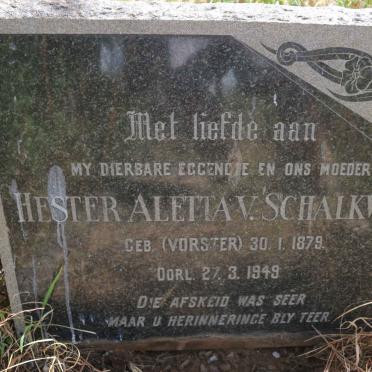 Met liefde aan
MY DIERBARE EGGENOTE EN ONS MOEDER
HESTER ALETTA V. SCHALKW
GEB. (VORSTER) 30. 1. 1879.
OORL. 27. 3. 1949
DIE AFSKEID WAS SEER
MAAR U HERINNERINGE BLY TEER